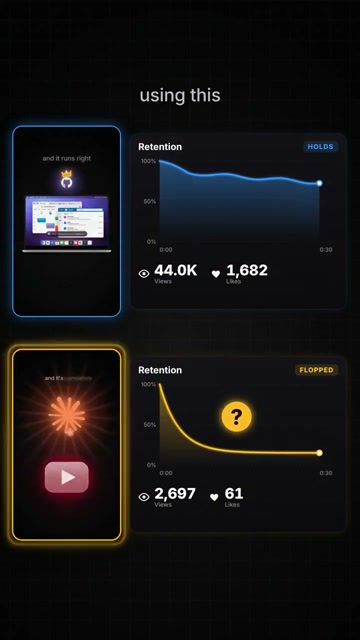 using this
and it runs right
Retention
HOLDS
100%
50%
0%
0:00
0:30
44.0K
Views
1,682
Likes
and it's
Retention
FLOPPED
100%
50%
0%
?
0:00
0:30
2,697
Views
61
Likes